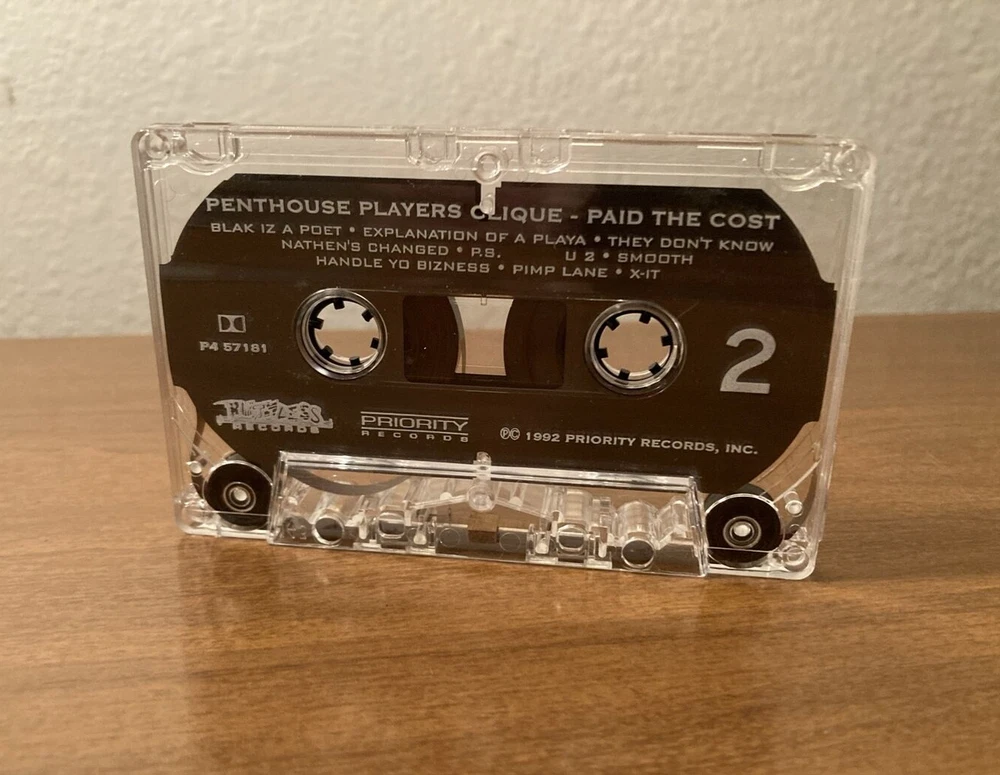 PENTHOUSE PLAYERS CLIQUE - PAID THE COST
BLAK IZ A POET • EXPLANATION OF A PLAYA • THEY DON'T KNOW
NATHEN'S CHANGED • P.S. U 2 • SMOOTH
HANDLE YO BIZNESS • PIMP LANE • X-IT
P4 57181
2
RUTHLESS
RECORDS
PRIORITY
RECORDS
℗© 1992 PRIORITY RECORDS, INC.